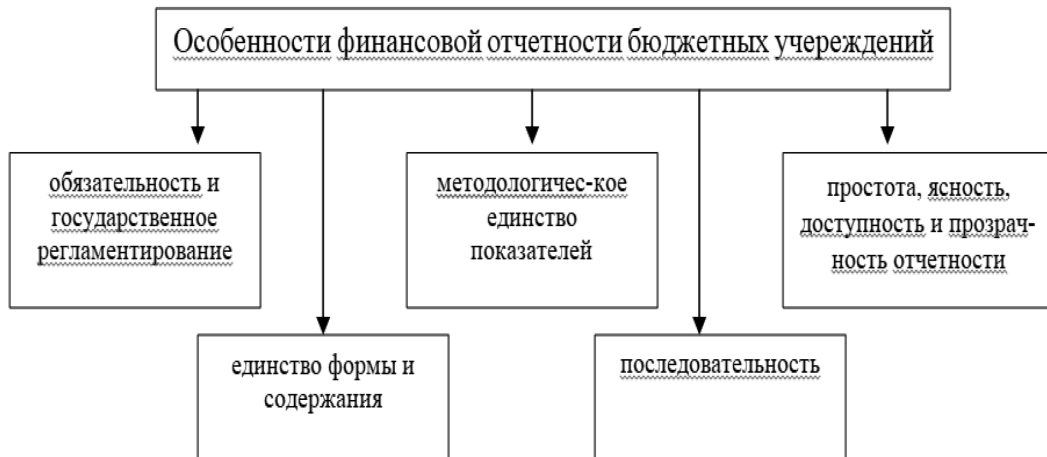 Особенности финансовой отчетности бюджетных учереждений
обязательность и
государственное
регламентирование
методологичес-кое
единство
показателей
простота, ясность,
доступность и прозрач-
ность отчетности
единство формы и
содержания
последовательность